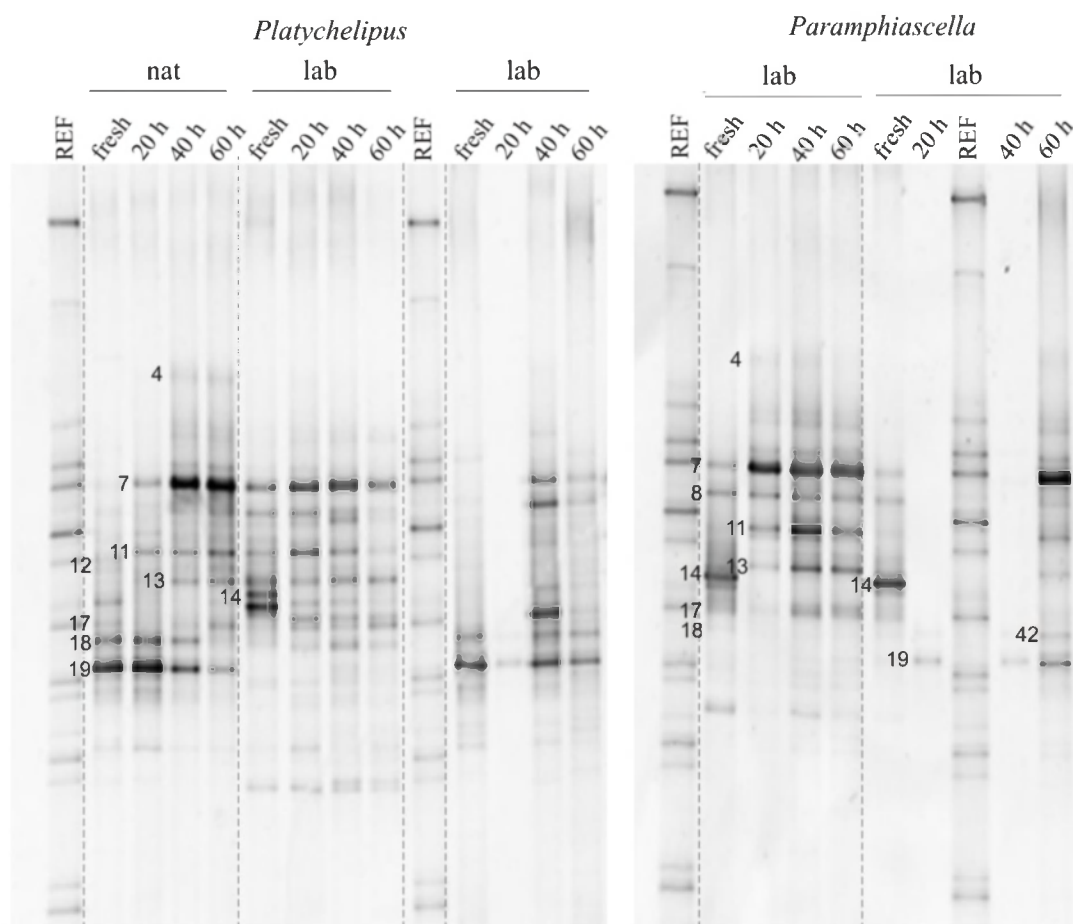 Platychelipus
Paramphiascella
nat
lab
lab
lab
lab
REF
fresh
20 h
40 h
60 h
fresh
20 h
40 h
60 h
REF
fresh
20 h
40 h
60 h
REF
fresh
20 h
40 h
60 h
fresh
20 h
REF
40 h
60 h
4
7
11
12
13
14
17
18
19
4
7
8
11
13
14
17
18
14
19
42